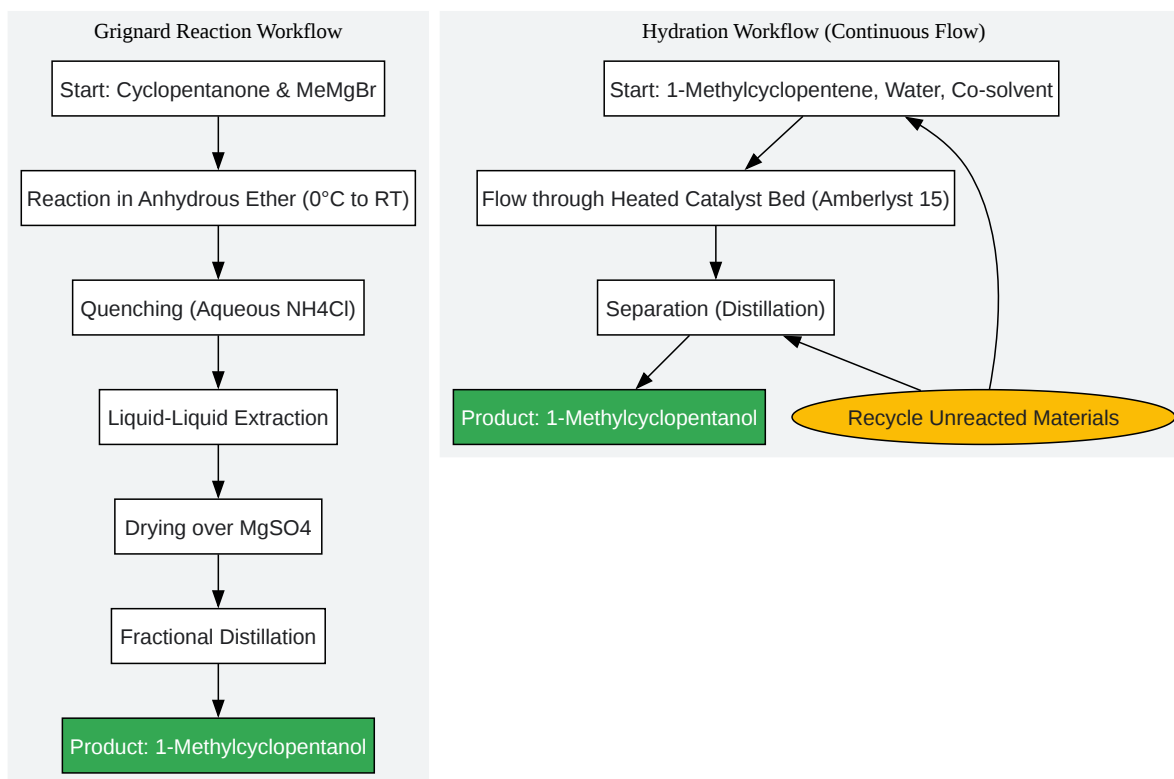 Grignard Reaction Workflow
Start: Cyclopentanone & MeMgBr
Reaction in Anhydrous Ether (0°C to RT)
Quenching (Aqueous NH4Cl)
Liquid-Liquid Extraction
Drying over MgSO4
Fractional Distillation
Product: 1-Methylcyclopentanol
Hydration Workflow (Continuous Flow)
Start: 1-Methylcyclopentene, Water, Co-solvent
Flow through Heated Catalyst Bed (Amberlyst 15)
Separation (Distillation)
Product: 1-Methylcyclopentanol
Recycle Unreacted Materials